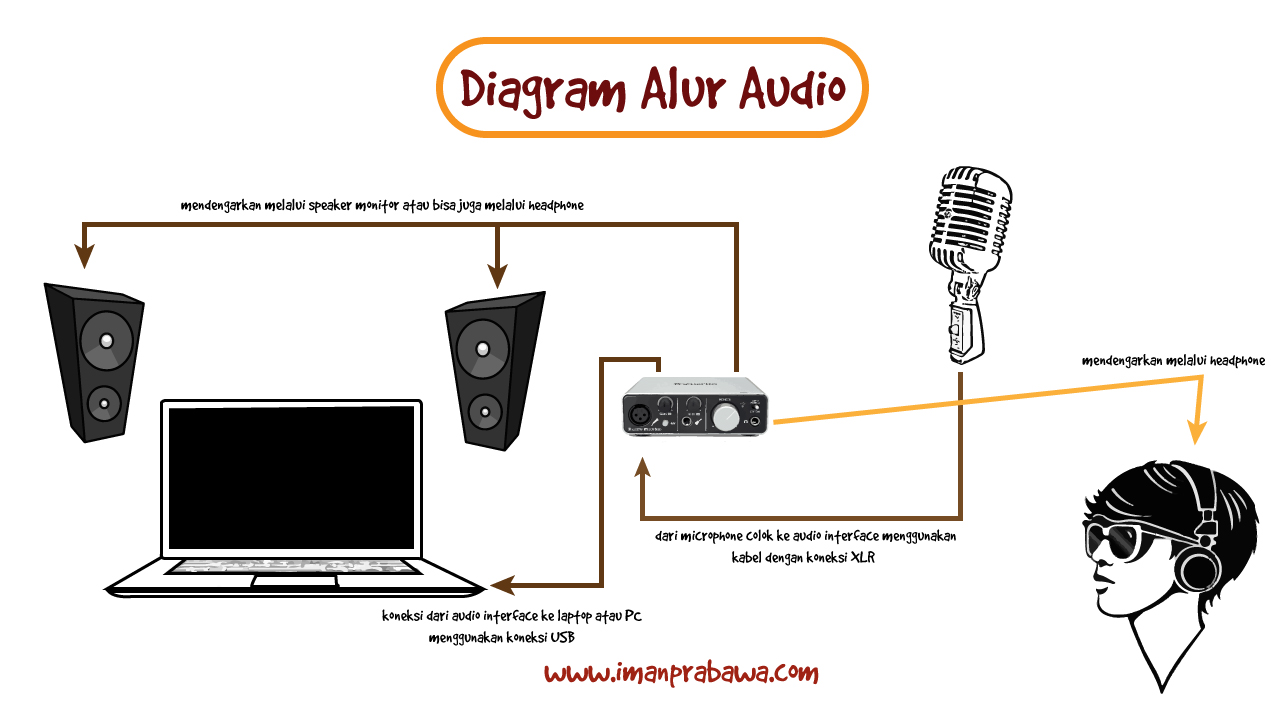 Diagram Alur Audio
mendengarkan melalui speaker monitor atau bisa juga melalui headphone
mendengarkan melalui headphone
dari microphone colok ke audio interface menggunakan
kabel dengan koneksi XLR
koneksi dari audio interface ke laptop atau PC
menggunakan koneksi USB
www.imanprabawa.com